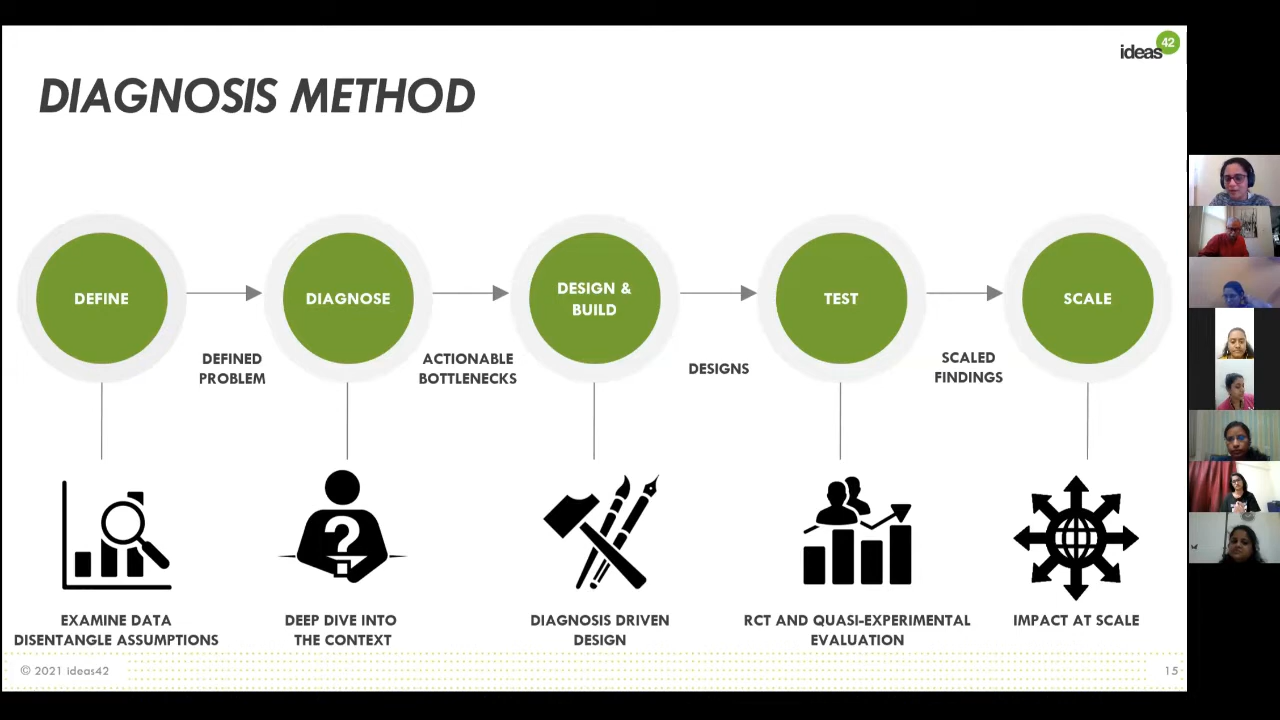 ideas42
DIAGNOSIS METHOD
DEFINE
DIAGNOSE
DESIGN &
BUILD
TEST
SCALE
DEFINED
PROBLEM
ACTIONABLE
BOTTLENECKS
DESIGNS
SCALED
FINDINGS
?
EXAMINE DATA
DISENTANGLE ASSUMPTIONS
DEEP DIVE INTO
THE CONTEXT
DIAGNOSIS DRIVEN
DESIGN
RCT AND QUASI-EXPERIMENTAL
EVALUATION
IMPACT AT SCALE
© 2021 ideas42
15